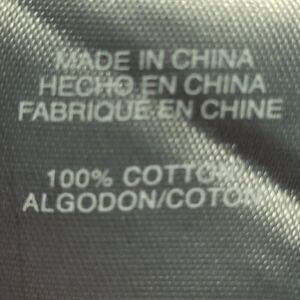 MADE IN CHINA
HECHO EN CHINA
FABRIQUE EN CHINE
100% COTTON
ALGODON/COTON